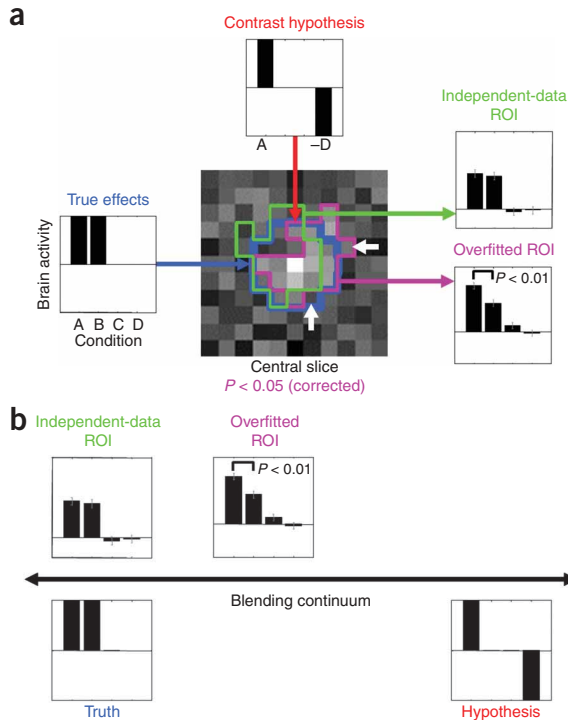 a
Contrast hypothesis
A –D
Independent-data
ROI
True effects
Brain activity
A B C D
Condition
Overfitted ROI
P < 0.01
Central slice
P < 0.05 (corrected)
b
Independent-data
ROI
Overfitted
ROI
P < 0.01
Blending continuum
Truth
Hypothesis